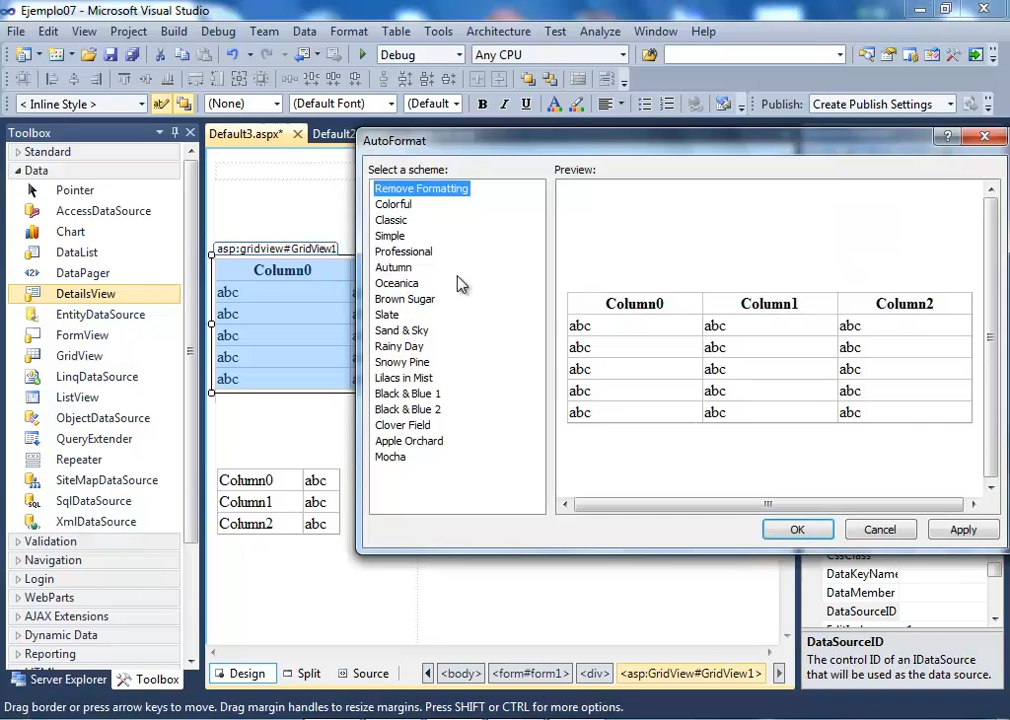 Ejemplo07 - Microsoft Visual Studio
File Edit View Project Build Debug Team Data Format Table Tools Architecture Test Analyze Window Help
Debug Any CPU
< Inline Style > (None) (Default Font) (Default B I U A Publish: Create Publish Settings
Toolbox
Standard
Data
Pointer
AccessDataSource
Chart
DataList
DataPager
DetailsView
EntityDataSource
FormView
GridView
LinqDataSource
ListView
ObjectDataSource
QueryExtender
Repeater
SiteMapDataSource
SqlDataSource
XmlDataSource
Validation
Navigation
Login
WebParts
AJAX Extensions
Dynamic Data
Reporting
Server Explorer Toolbox
Default3.aspx* Default2
asp:gridview#GridView1
Column0
abc
abc
abc
abc
abc
Column0 abc
Column1 abc
Column2 abc
AutoFormat
Select a scheme:
Remove Formatting
Colorful
Classic
Simple
Professional
Autumn
Oceanica
Brown Sugar
Slate
Sand & Sky
Rainy Day
Snowy Pine
Lilacs in Mist
Black & Blue 1
Black & Blue 2
Clover Field
Apple Orchard
Mocha
Preview:
Column0 Column1 Column2
abc abc abc
abc abc abc
abc abc abc
abc abc abc
abc abc abc
OK Cancel Apply
DataKeyName
DataMember
DataSourceID
DataSourceID
The control ID of an IDataSource
that will be used as the data source.
Design Split Source <body> <form#form1> <div> <asp:GridView#GridView1>
Drag border or press arrow keys to move. Drag margin handles to resize margins. Press SHIFT or CTRL for more options.